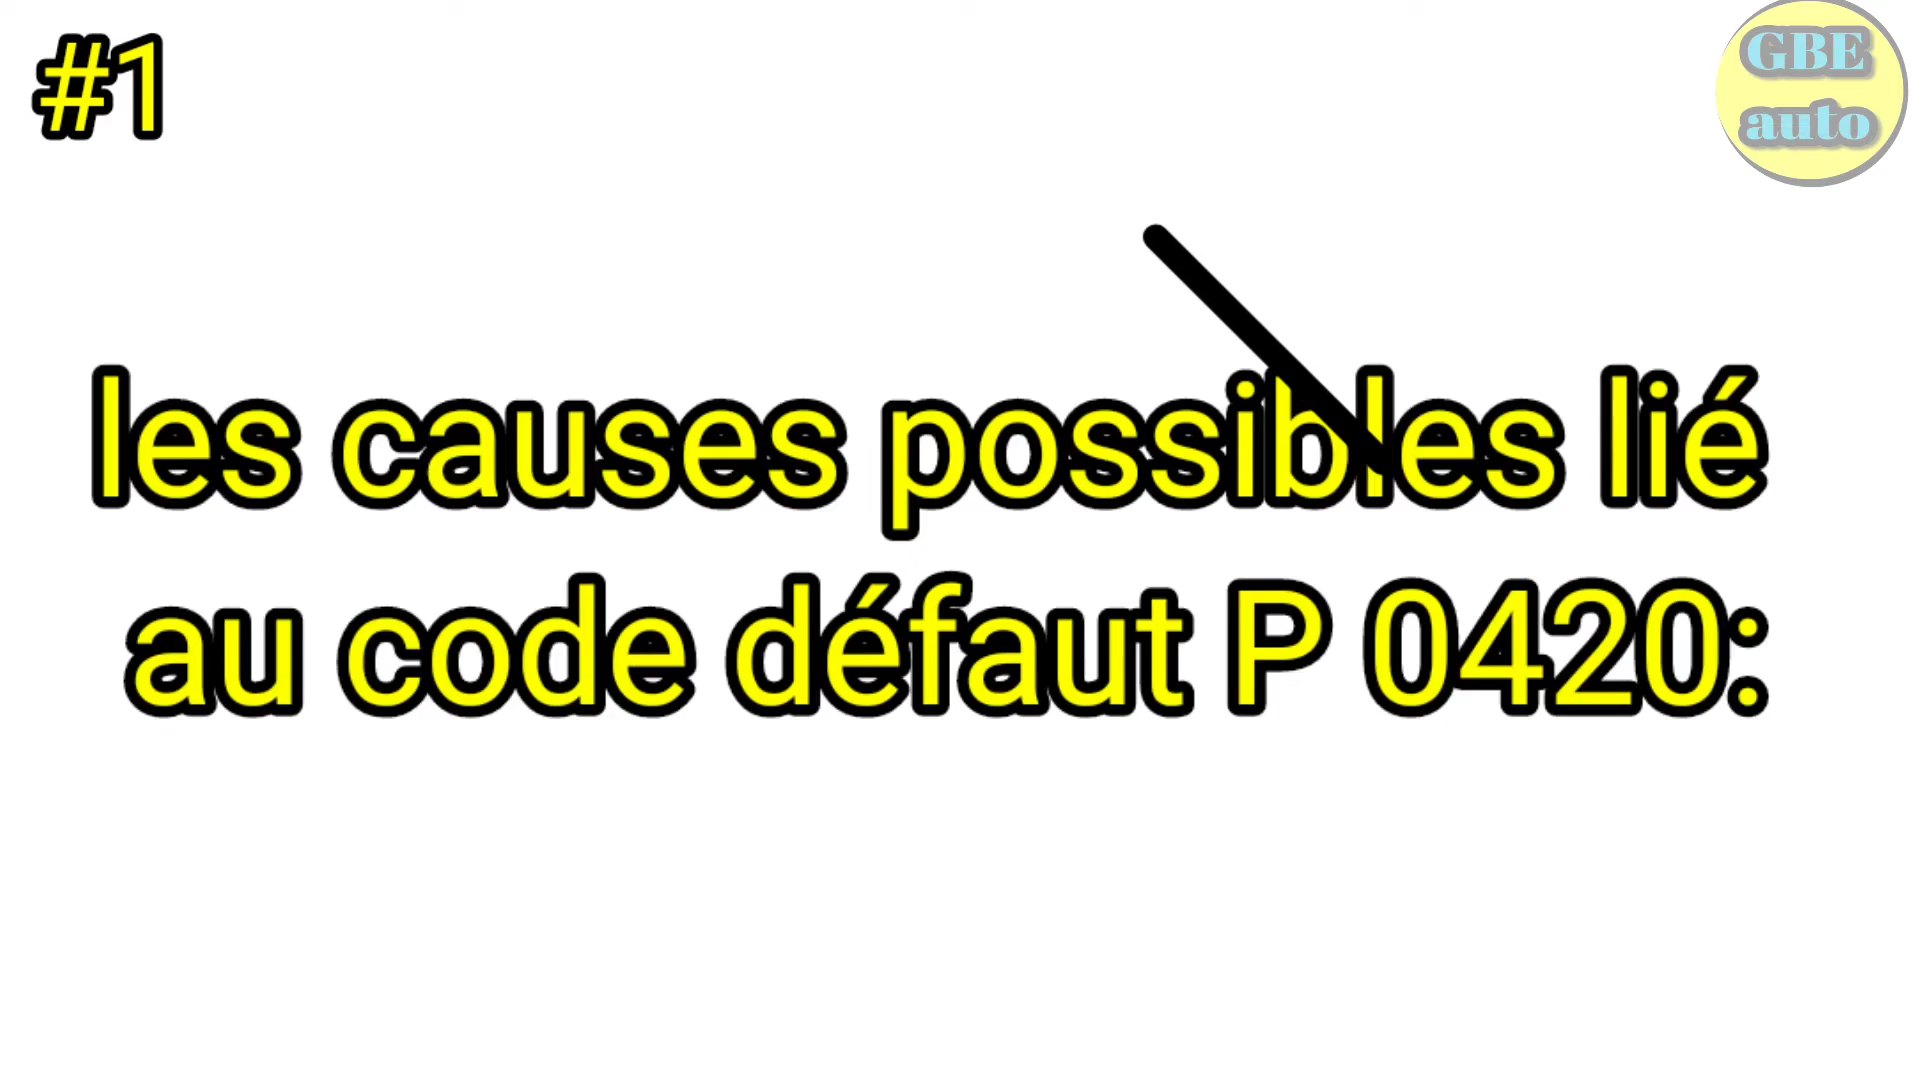 #1
GBE
auto
les causes possibles lié
au code défaut P 0420: